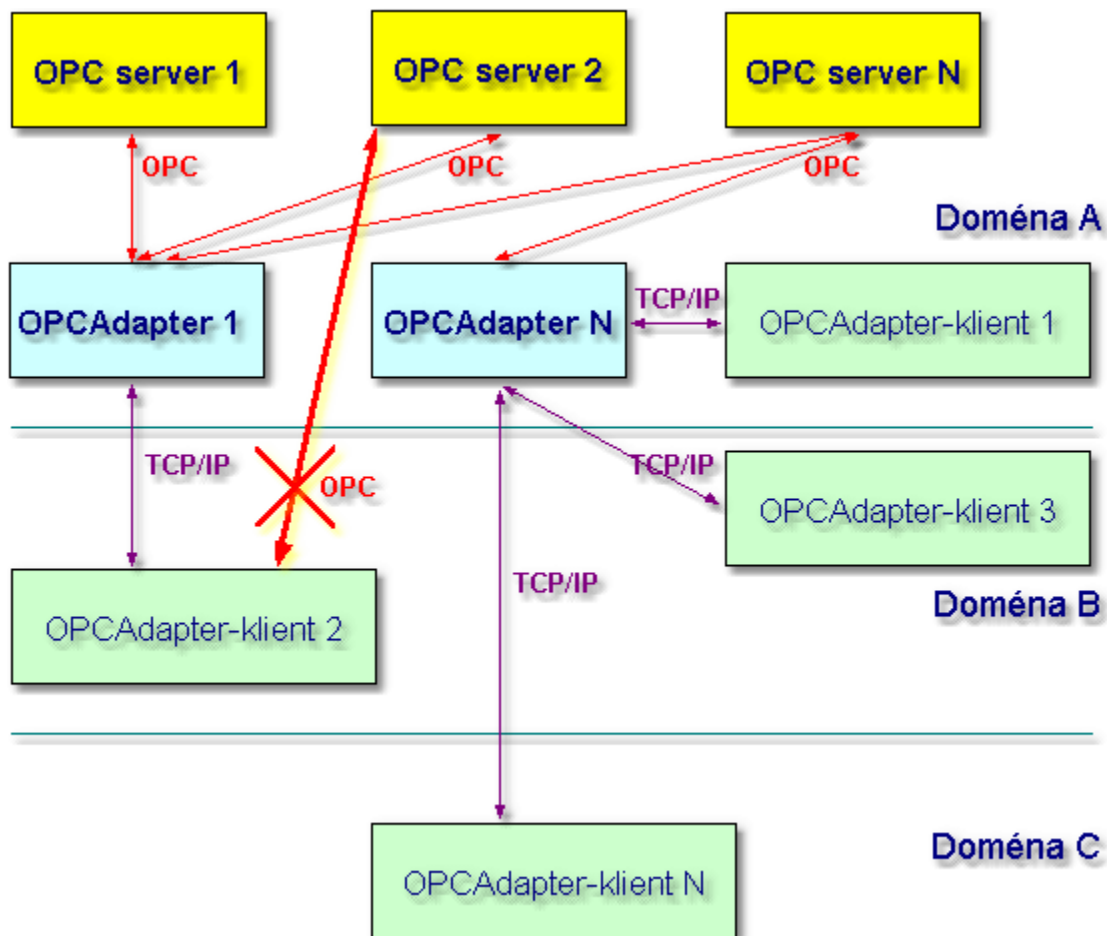 OPC server 1
OPC server 2
OPC server N
OPC
OPC
OPC
Doména A
OPCAdapter 1
OPCAdapter N
TCP/IP
OPCAdapter-klient 1
TCP/IP
OPC
TCP/IP
OPCAdapter-klient 3
TCP/IP
Doména B
OPCAdapter-klient 2
Doména C
OPCAdapter-klient N